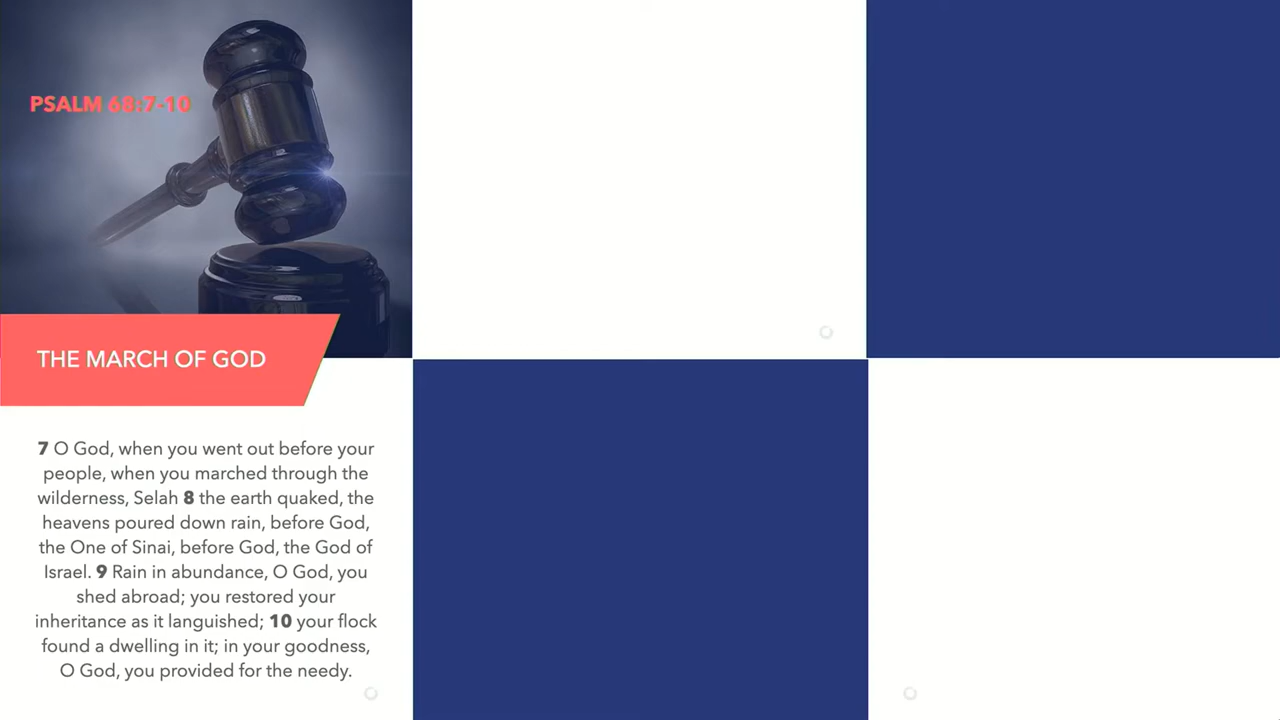 PSALM 68:7-10
THE MARCH OF GOD
7 O God, when you went out before your
people, when you marched through the
wilderness, Selah 8 the earth quaked, the
heavens poured down rain, before God,
the One of Sinai, before God, the God of
Israel. 9 Rain in abundance, O God, you
shed abroad; you restored your
inheritance as it languished; 10 your flock
found a dwelling in it; in your goodness,
O God, you provided for the needy.